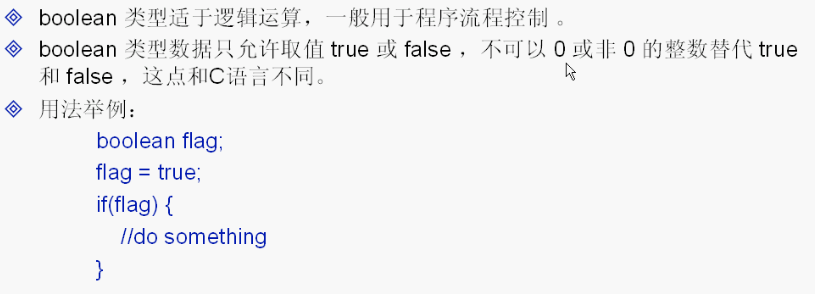 boolean 类型适于逻辑运算，一般用于程序流程控制 。
boolean 类型数据只允许取值 true 或 false ，不可以 0 或非 0 的整数替代 true
和 false ，这点和C语言不同。
用法举例：
boolean flag;
flag = true;
if(flag) {
//do something
}